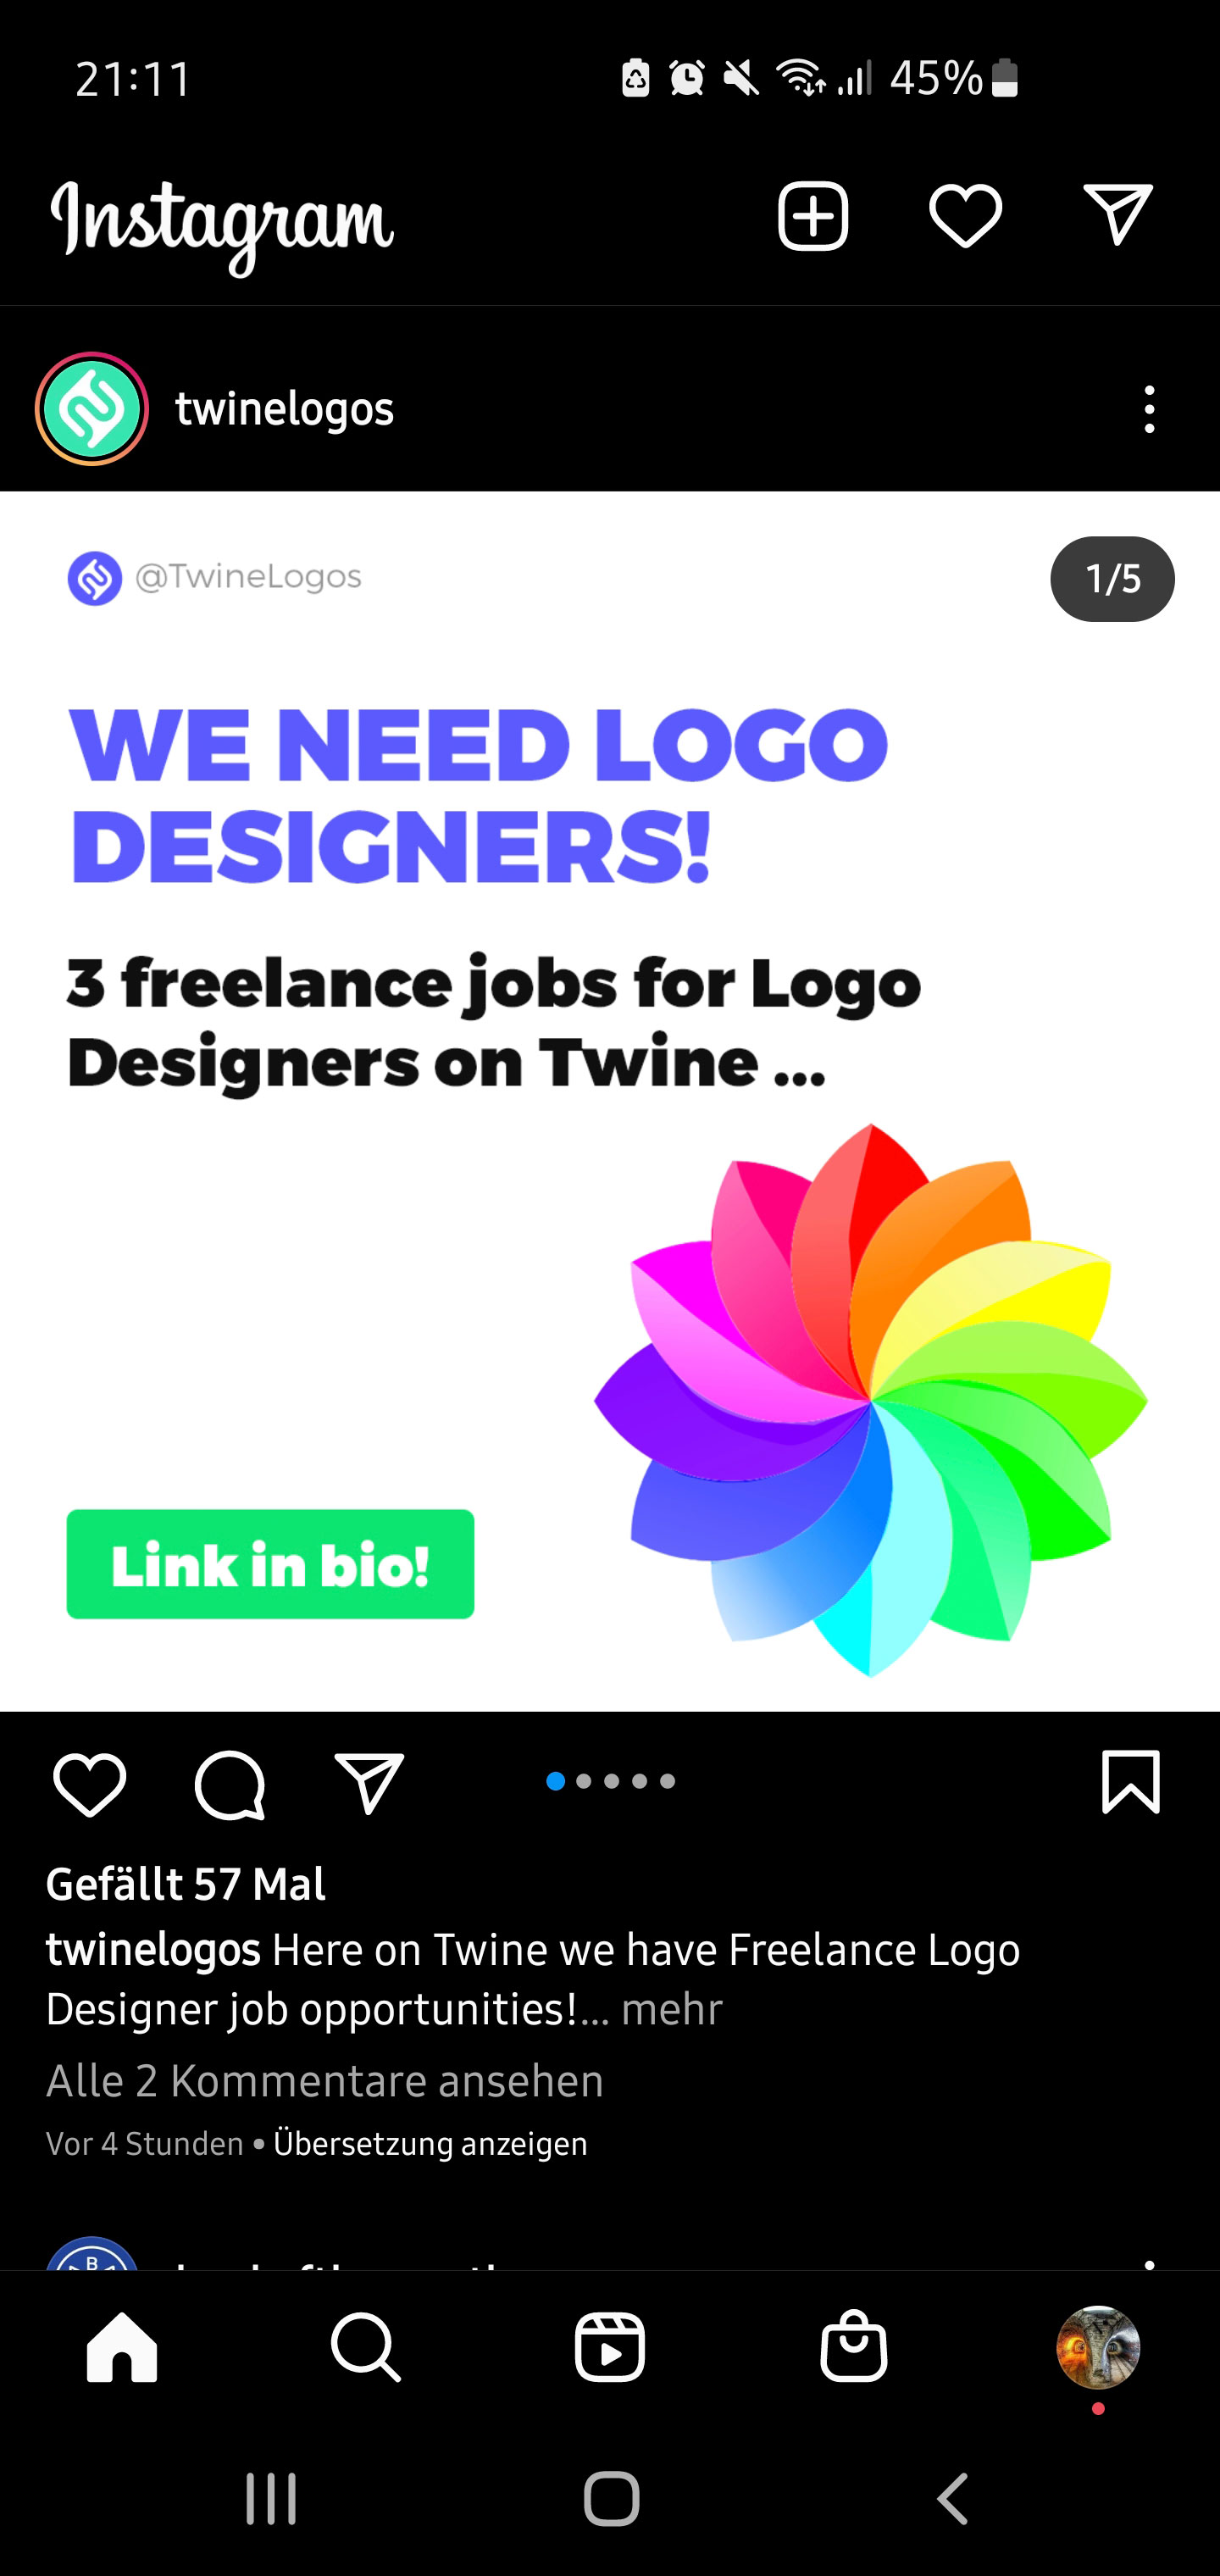 21:11
45%
Instagram
twinelogos
@TwineLogos
1/5
WE NEED LOGO
DESIGNERS!
3 freelance jobs for Logo
Designers on Twine ...
Link in bio!
Gefällt 57 Mal
twinelogos Here on Twine we have Freelance Logo
Designer job opportunities!... mehr
Alle 2 Kommentare ansehen
Vor 4 Stunden • Übersetzung anzeigen
B